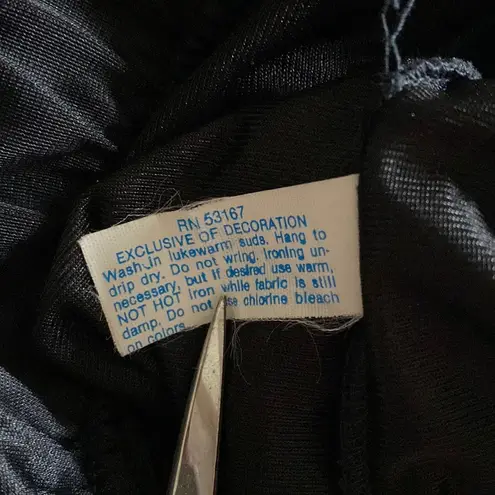 RN 53167
EXCLUSIVE OF DECORATION
Wash in lukewarm suds. Hang to
drip dry. Do not wring. Ironing un-
necessary, but if desired use warm,
NOT HOT iron while fabric is still
damp. Do not use chlorine bleach
on colors.